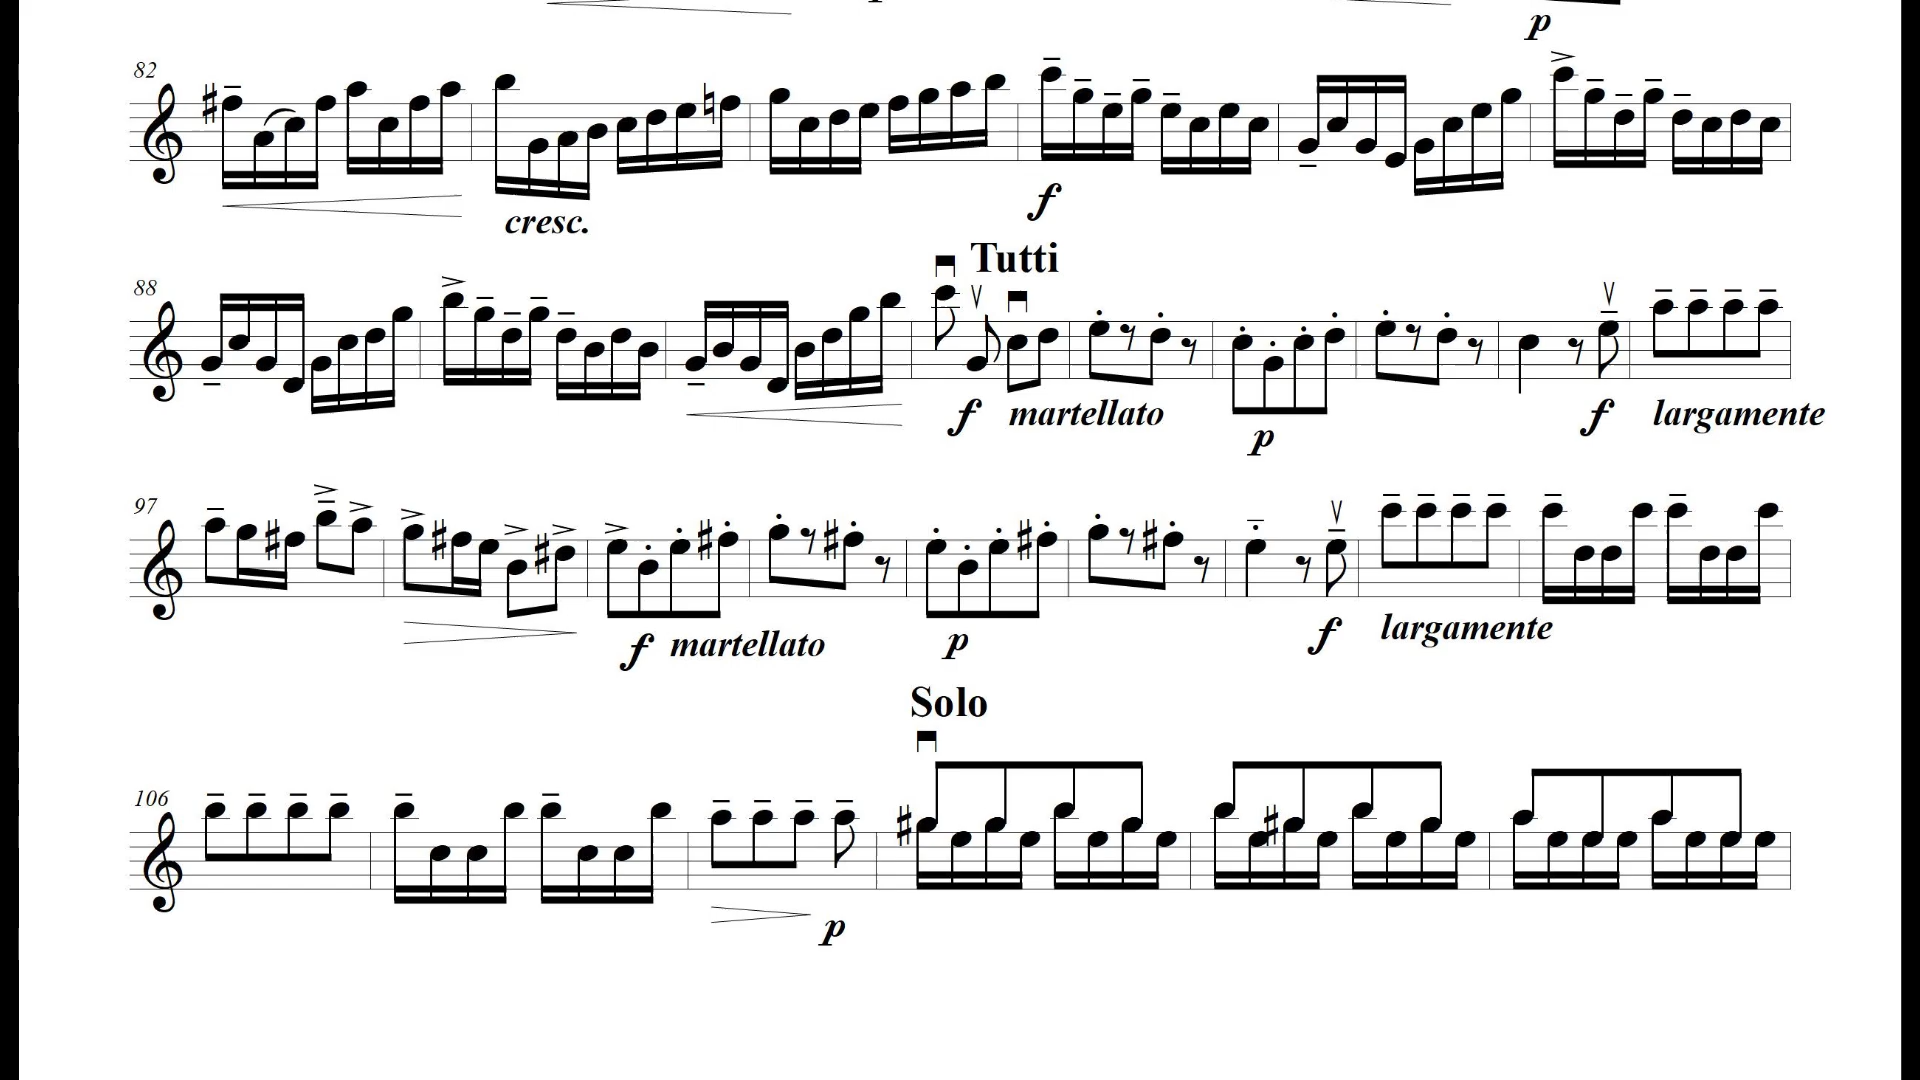 p
82
cresc.
f
Tutti
88
f martellato
p
f largamente
97
f martellato
p
f largamente
Solo
106
p